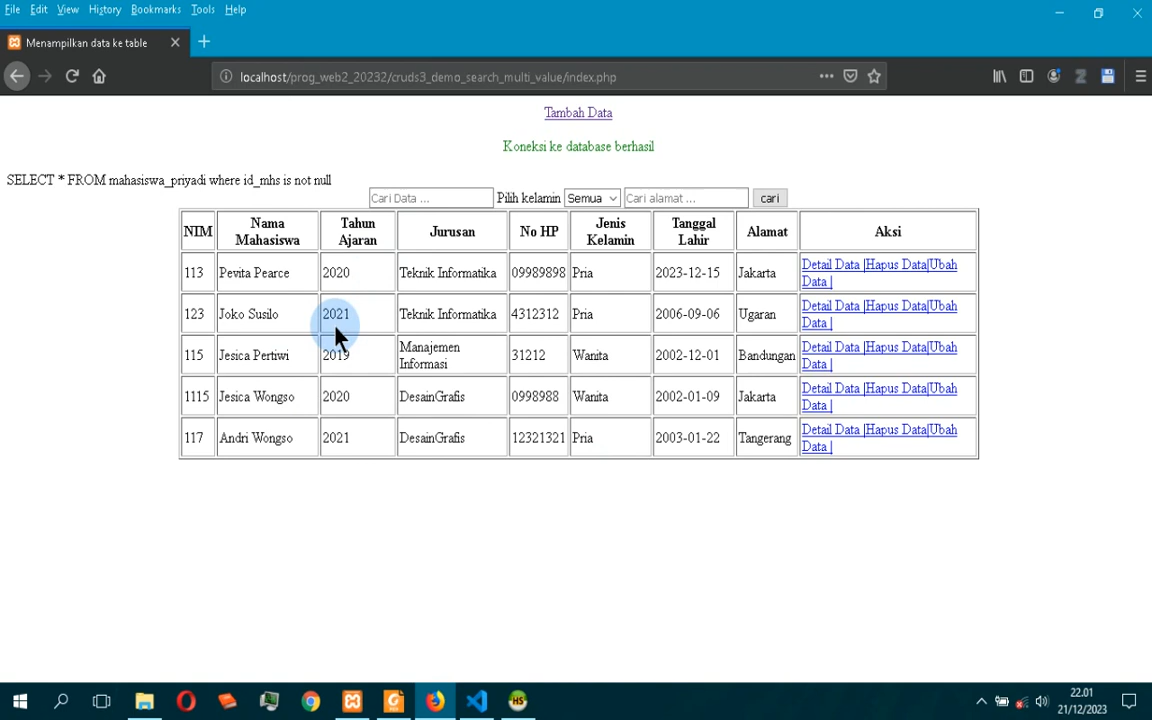 File Edit View History Bookmarks Tools Help
Menampilkan data ke table
localhost/prog_web2_20232/cruds3_demo_search_multi_value/index.php
Tambah Data
Koneksi ke database berhasil
SELECT * FROM mahasiswa_priyadi where id_mhs is not null
Cari Data ... Pilih kelamin Semua Cari alamat ... cari
NIM Nama Mahasiswa Tahun Ajaran Jurusan No HP Jenis Kelamin Tanggal Lahir Alamat Aksi
113 Pevita Pearce 2020 Teknik Informatika 09989898 Pria 2023-12-15 Jakarta Detail Data |Hapus Data|Ubah Data |
123 Joko Susilo 2021 Teknik Informatika 4312312 Pria 2006-09-06 Ugaran Detail Data |Hapus Data|Ubah Data |
115 Jesica Pertiwi 2019 Manajemen Informasi 31212 Wanita 2002-12-01 Bandungan Detail Data |Hapus Data|Ubah Data |
1115 Jesica Wongso 2020 DesainGrafis 0998988 Wanita 2002-01-09 Jakarta Detail Data |Hapus Data|Ubah Data |
117 Andri Wongso 2021 DesainGrafis 12321321 Pria 2003-01-22 Tangerang Detail Data |Hapus Data|Ubah Data |
HS
22.01
21/12/2023